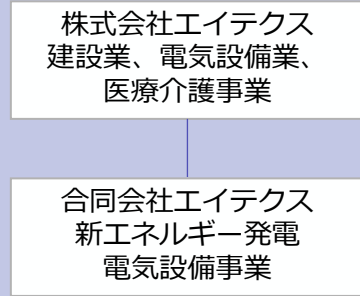 株式会社エイテクス
建設業、電気設備業、
医療介護事業
合同会社エイテクス
新エネルギー発電
電気設備事業